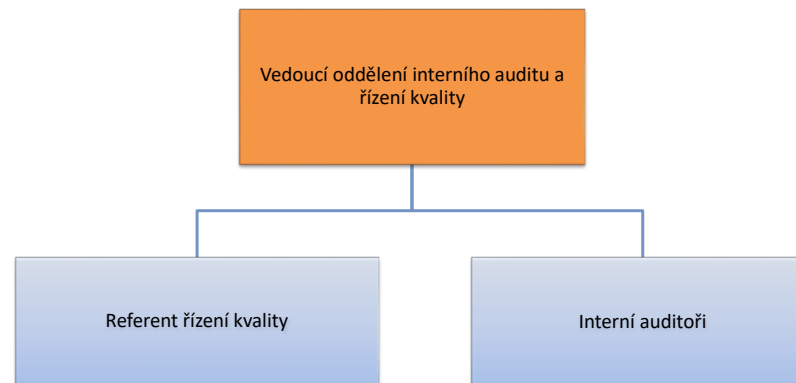 Vedoucí oddělení interního auditu a
řízení kvality
Referent řízení kvality
Interní auditoři